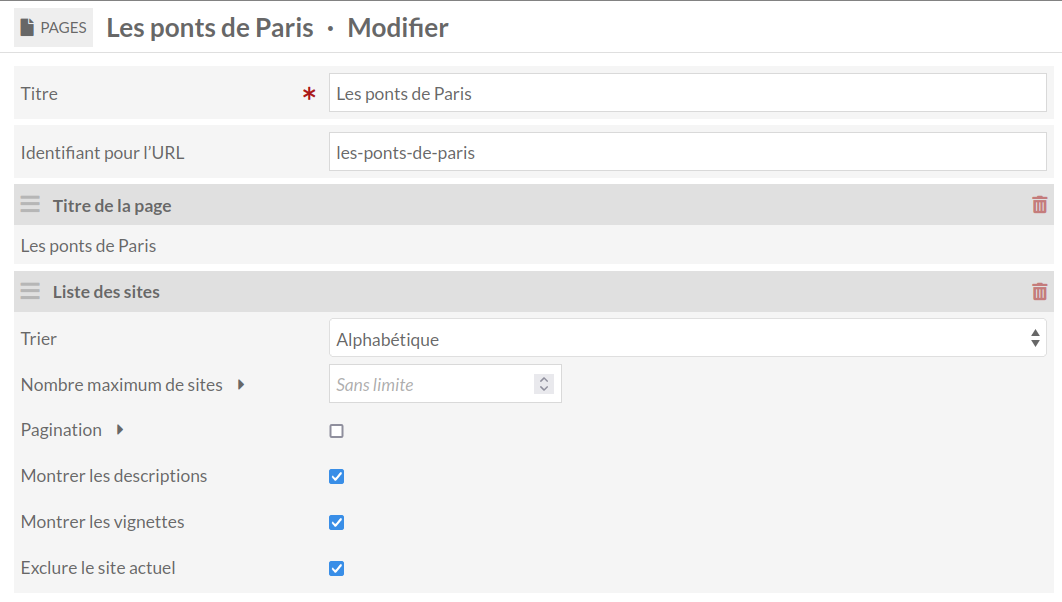 PAGES Les ponts de Paris · Modifier
Titre * Les ponts de Paris
Identifiant pour l’URL les-ponts-de-paris
Titre de la page
Les ponts de Paris
Liste des sites
Trier Alphabétique
Nombre maximum de sites Sans limite
Pagination
Montrer les descriptions
Montrer les vignettes
Exclure le site actuel